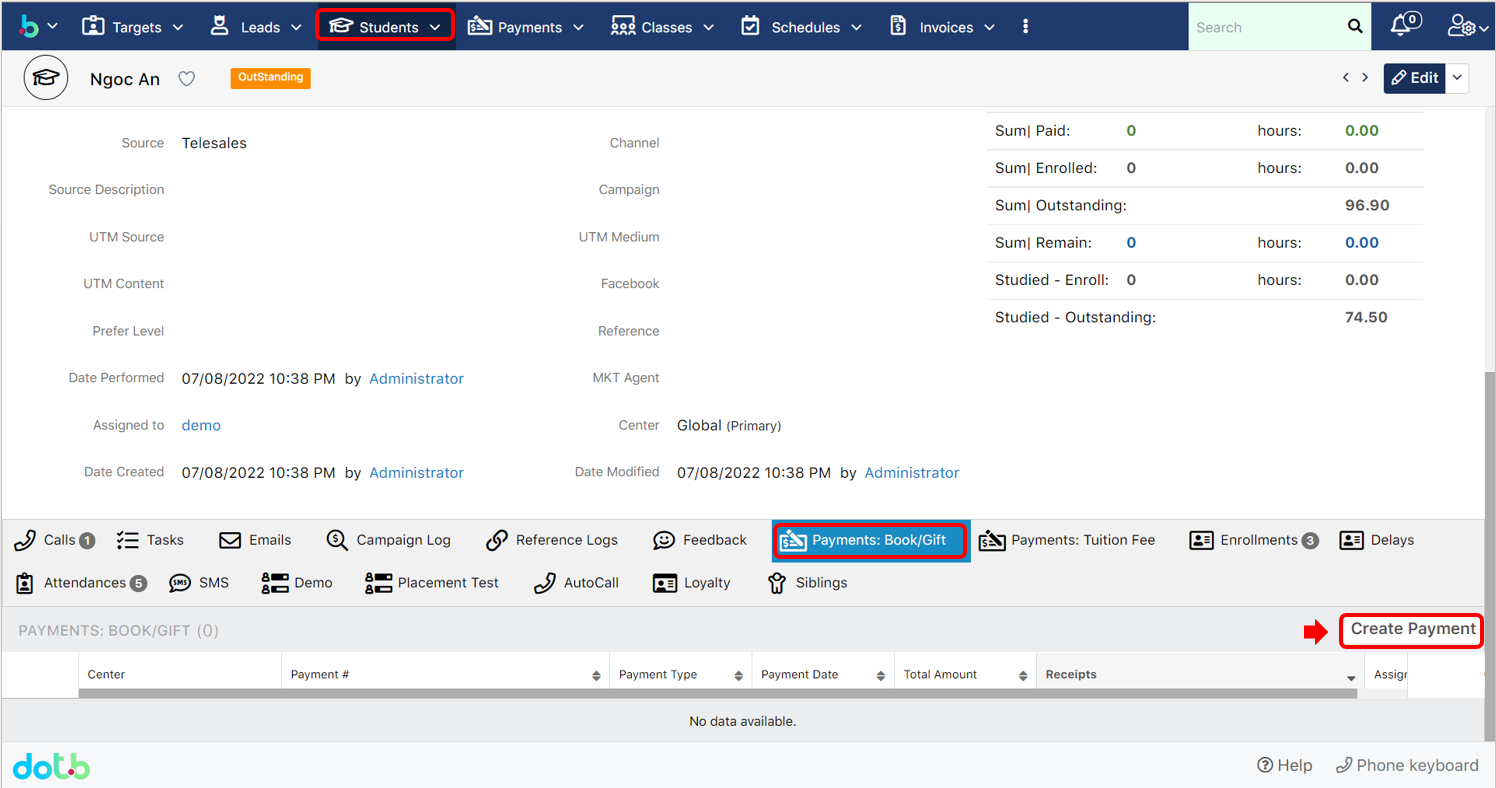 b Targets Leads Students Payments Classes Schedules Invoices Search 0
Ngoc An OutStanding Edit
Source Telesales Channel
Source Description Campaign
UTM Source UTM Medium
UTM Content Facebook
Prefer Level Reference
Date Performed 07/08/2022 10:38 PM by Administrator MKT Agent
Assigned to demo Center Global (Primary)
Date Created 07/08/2022 10:38 PM by Administrator Date Modified 07/08/2022 10:38 PM by Administrator
Sum| Paid: 0 hours: 0.00
Sum| Enrolled: 0 hours: 0.00
Sum| Outstanding: 96.90
Sum| Remain: 0 hours: 0.00
Studied - Enroll: 0 hours: 0.00
Studied - Outstanding: 74.50
Calls 1 Tasks Emails Campaign Log Reference Logs Feedback Payments: Book/Gift Payments: Tuition Fee Enrollments 3 Delays
Attendances 5 SMS SMS Demo Placement Test AutoCall Loyalty Siblings
PAYMENTS: BOOK/GIFT (0) Create Payment
Center Payment # Payment Type Payment Date Total Amount Receipts Assign
No data available.
dot.b Help Phone keyboard